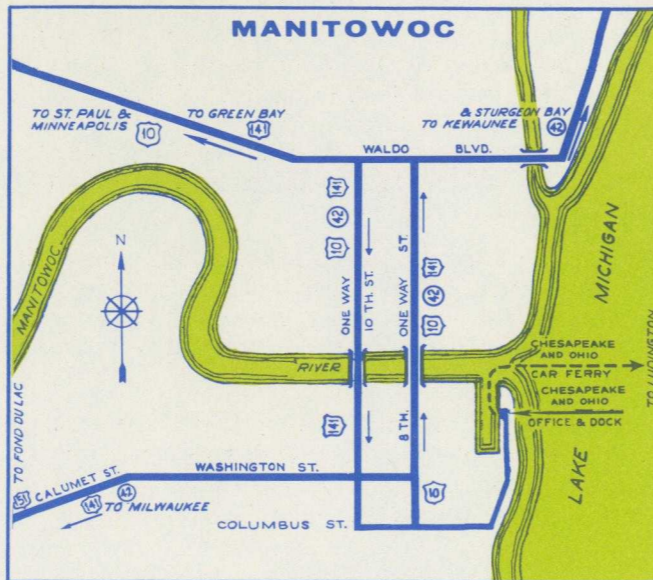 MANITOWOC
TO ST. PAUL &
MINNEAPOLIS
10
TO GREEN BAY
141
& STURGEON BAY
TO KEWAUNEE
42
WALDO BLVD.
141
42
10
ONE WAY
10 TH. ST.
ONE WAY
8 TH. ST.
141
42
10
N
MANITOWOC
RIVER
MICHIGAN
LAKE
CHESAPEAKE
AND OHIO
CAR FERRY
CHESAPEAKE
AND OHIO
OFFICE & DOCK
TO LUDINGTON
141
10
TO FOND DU LAC
151
CALUMET ST.
WASHINGTON ST.
141
42
TO MILWAUKEE
COLUMBUS ST.